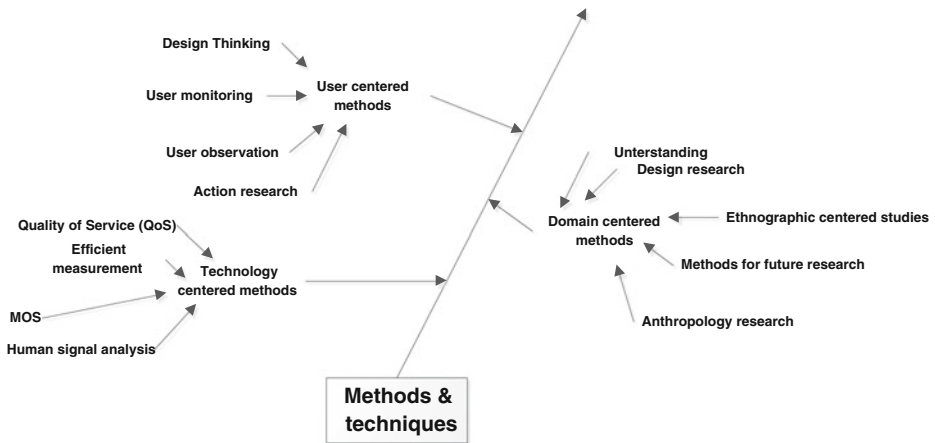 Design Thinking
User monitoring
User observation
Action research
User centered
methods
Unterstanding
Design research
Ethnographic centered studies
Methods for future research
Anthropology research
Domain centered
methods
Quality of Service (QoS)
Efficient
measurement
MOS
Human signal analysis
Technology
centered methods
Methods &
techniques